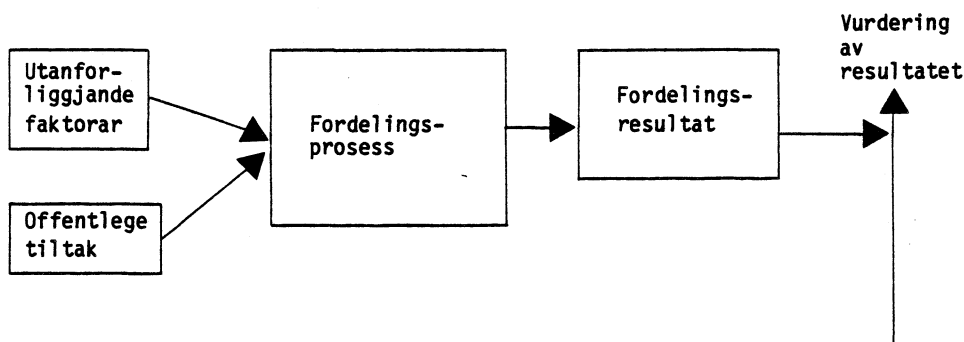 Utanfor-
liggjande
faktorar
Offentlege
tiltak
Fordelings-
prosess
Fordelings-
resultat
Vurdering
av
resultatet